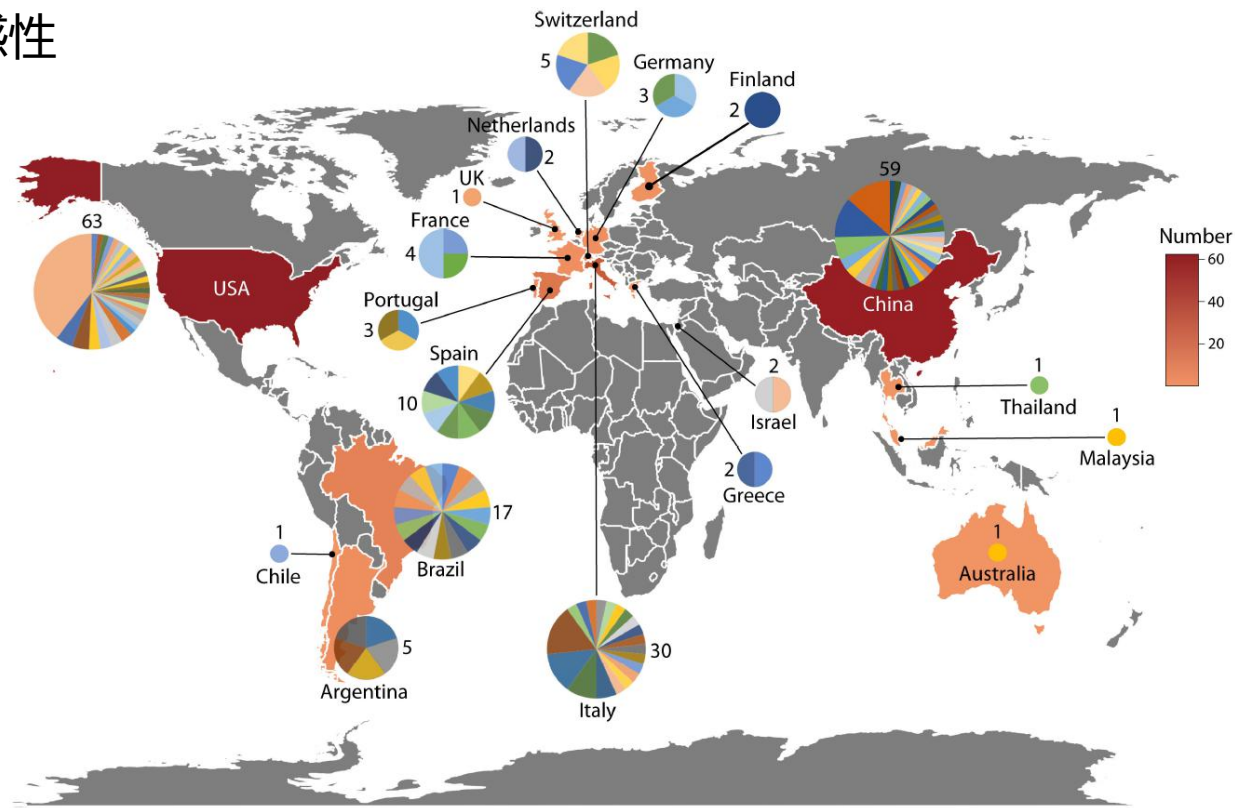 感性
Switzerland
5
Germany
3
Finland
2
Netherlands
2
UK
1
59
France
4
63
Number
60
40
20
USA
China
Portugal
3
Spain
10
2
Israel
1
Thailand
1
Malaysia
2
Greece
17
Brazil
1
Chile
1
Australia
5
Argentina
30
Italy